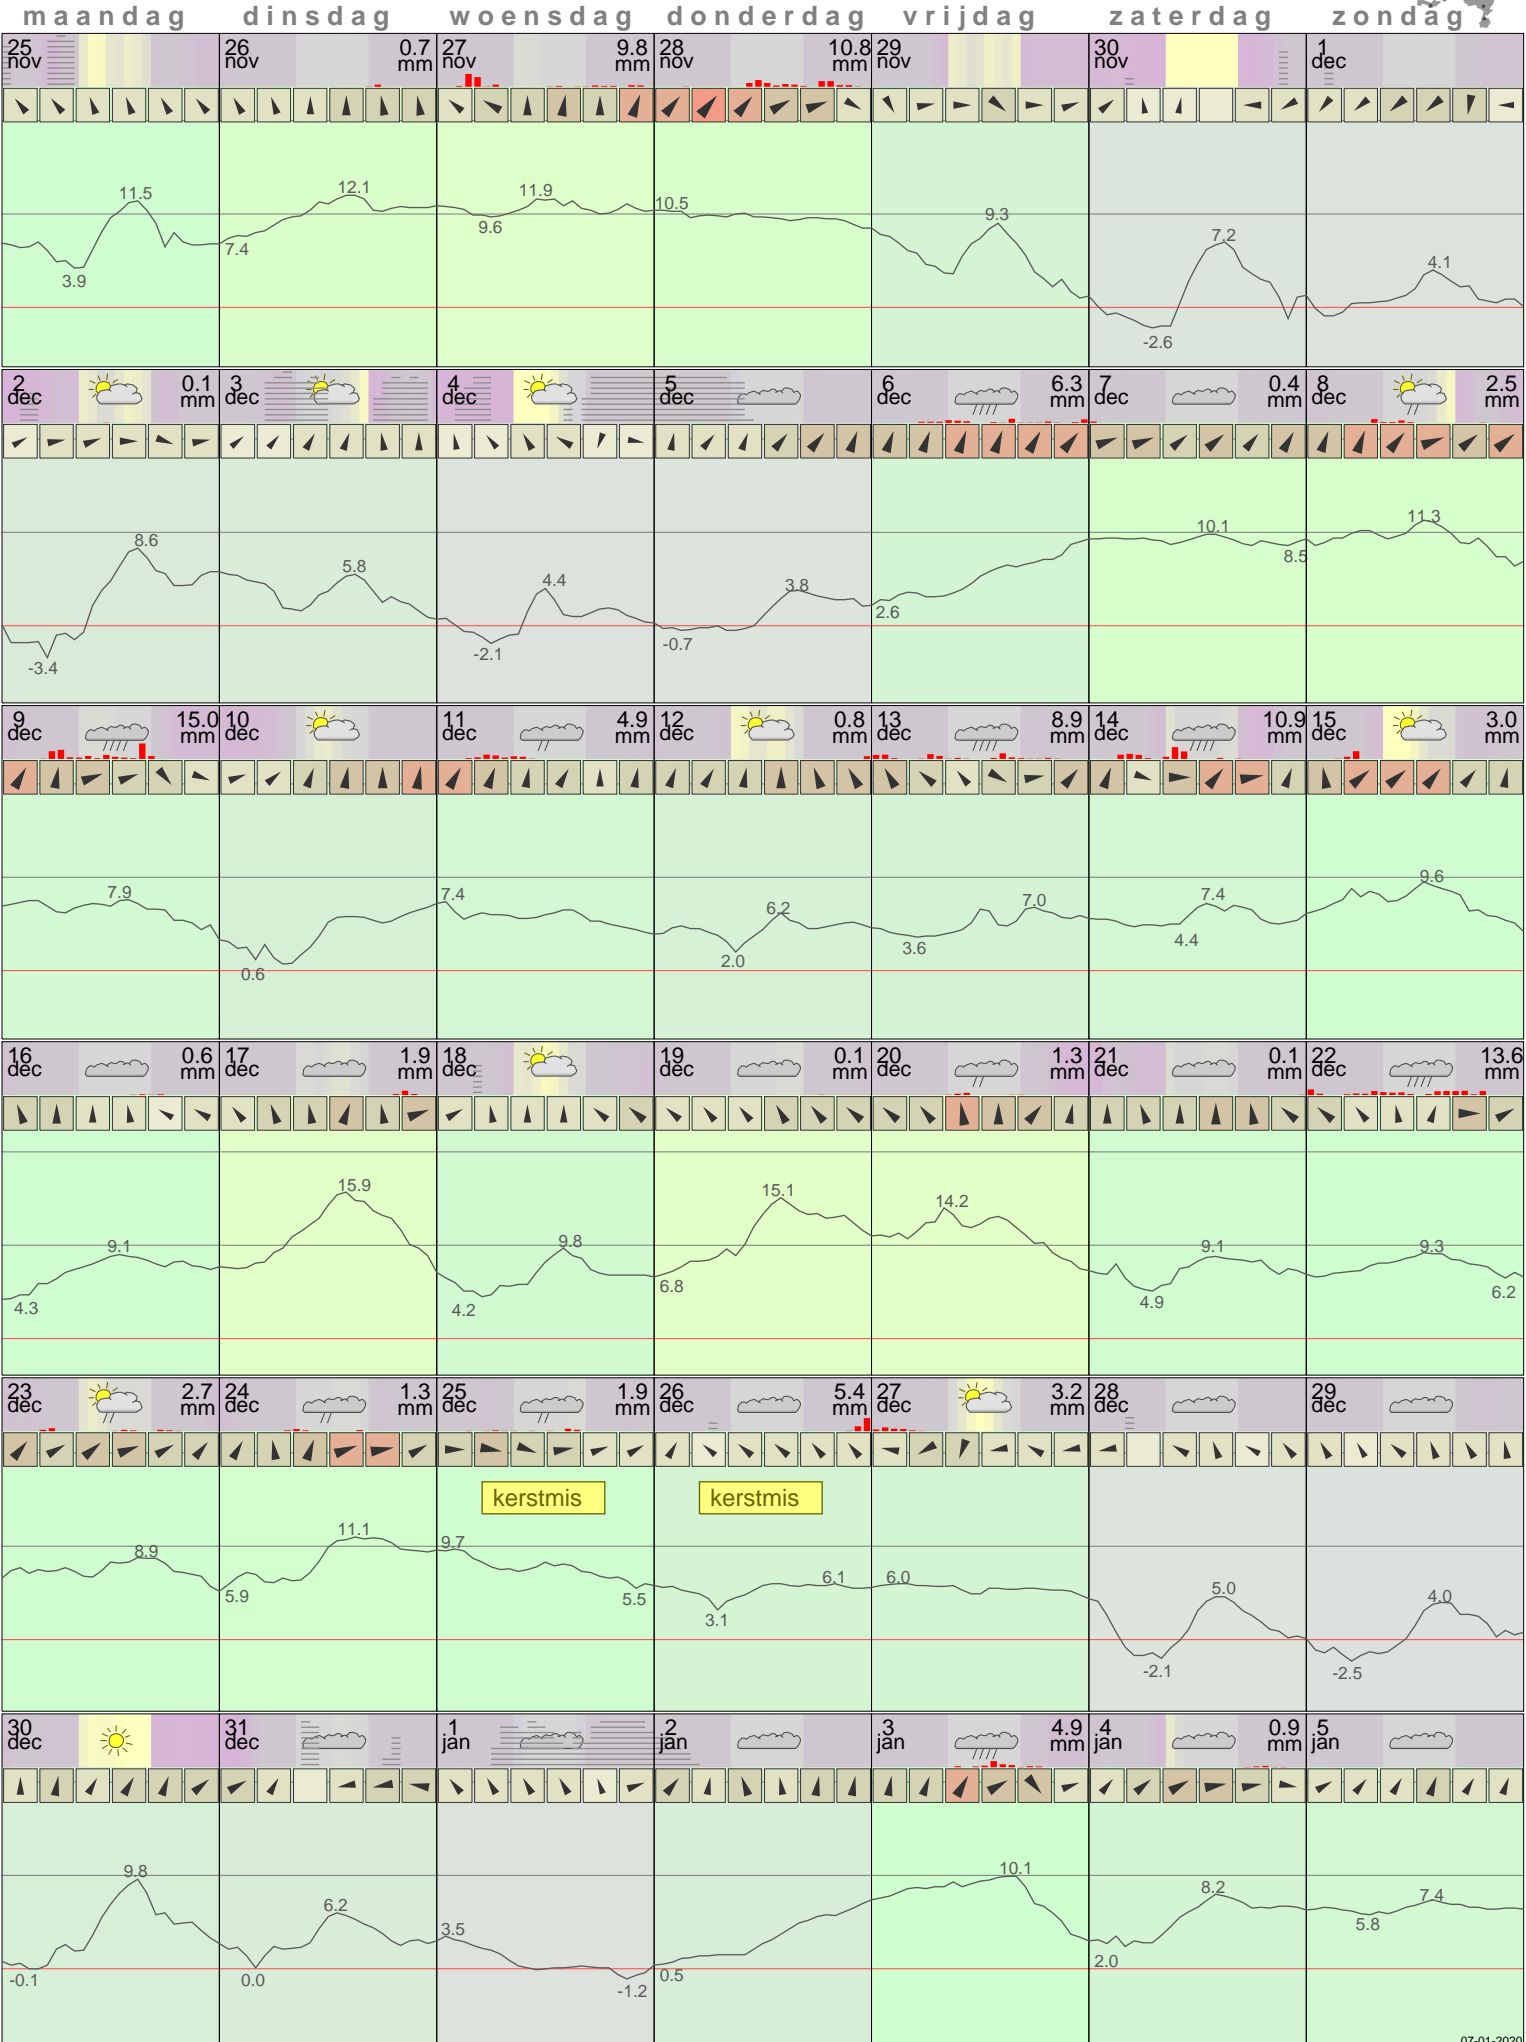 maandag dinsdag woensdag donderdag vrijdag zaterdag zondag
25 26 0.7 27 9.8 28 10.8 29 30 1
nov nov mm nov mm nov mm nov nov dec
11.5 12.1 11.9 10.5 9.3 7.2 4.1
3.9 7.4 9.6 -2.6
2 0.1 3 4 5 6 6.3 7 0.4 8 2.5
dec mm dec dec dec dec mm dec mm dec mm
8.6 5.8 4.4 3.8 10.1 11.3
-3.4 -2.1 -0.7 2.6 8.5
9 15.0 10 11 4.9 12 0.8 13 8.9 14 10.9 15 3.0
dec mm dec dec mm dec mm dec mm dec mm dec mm
7.9 7.4 6.2 7.0 7.4 9.6
0.6 2.0 3.6 4.4
16 0.6 17 1.9 18 19 0.1 20 1.3 21 0.1 22 13.6
dec mm dec mm dec dec mm dec mm dec mm dec mm
9.1 15.9 9.8 15.1 14.2 9.1 9.3
4.3 4.2 6.8 4.9 6.2
23 2.7 24 1.3 25 1.9 26 5.4 27 3.2 28 29
dec mm dec mm dec mm dec mm dec mm dec dec
kerstmis kerstmis
8.9 11.1 9.7 6.1 6.0 5.0 4.0
5.9 5.5 3.1 -2.1 -2.5
30 31 1 2 3 4.9 4 0.9 5
dec dec jan jan jan mm jan mm jan
9.8 6.2 3.5 10.1 8.2 7.4
-0.1 0.0 -1.2 0.5 2.0 5.8
07-01-2020